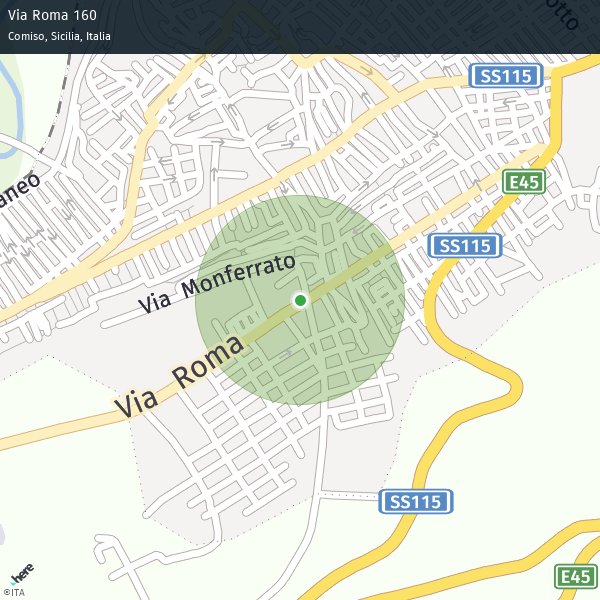 Via Roma 160
Comiso, Sicilia, Italia
otto
SS115
aneo
E45
SS115
Via Monferrato
Via Roma
SS115
here
©ITA
E45